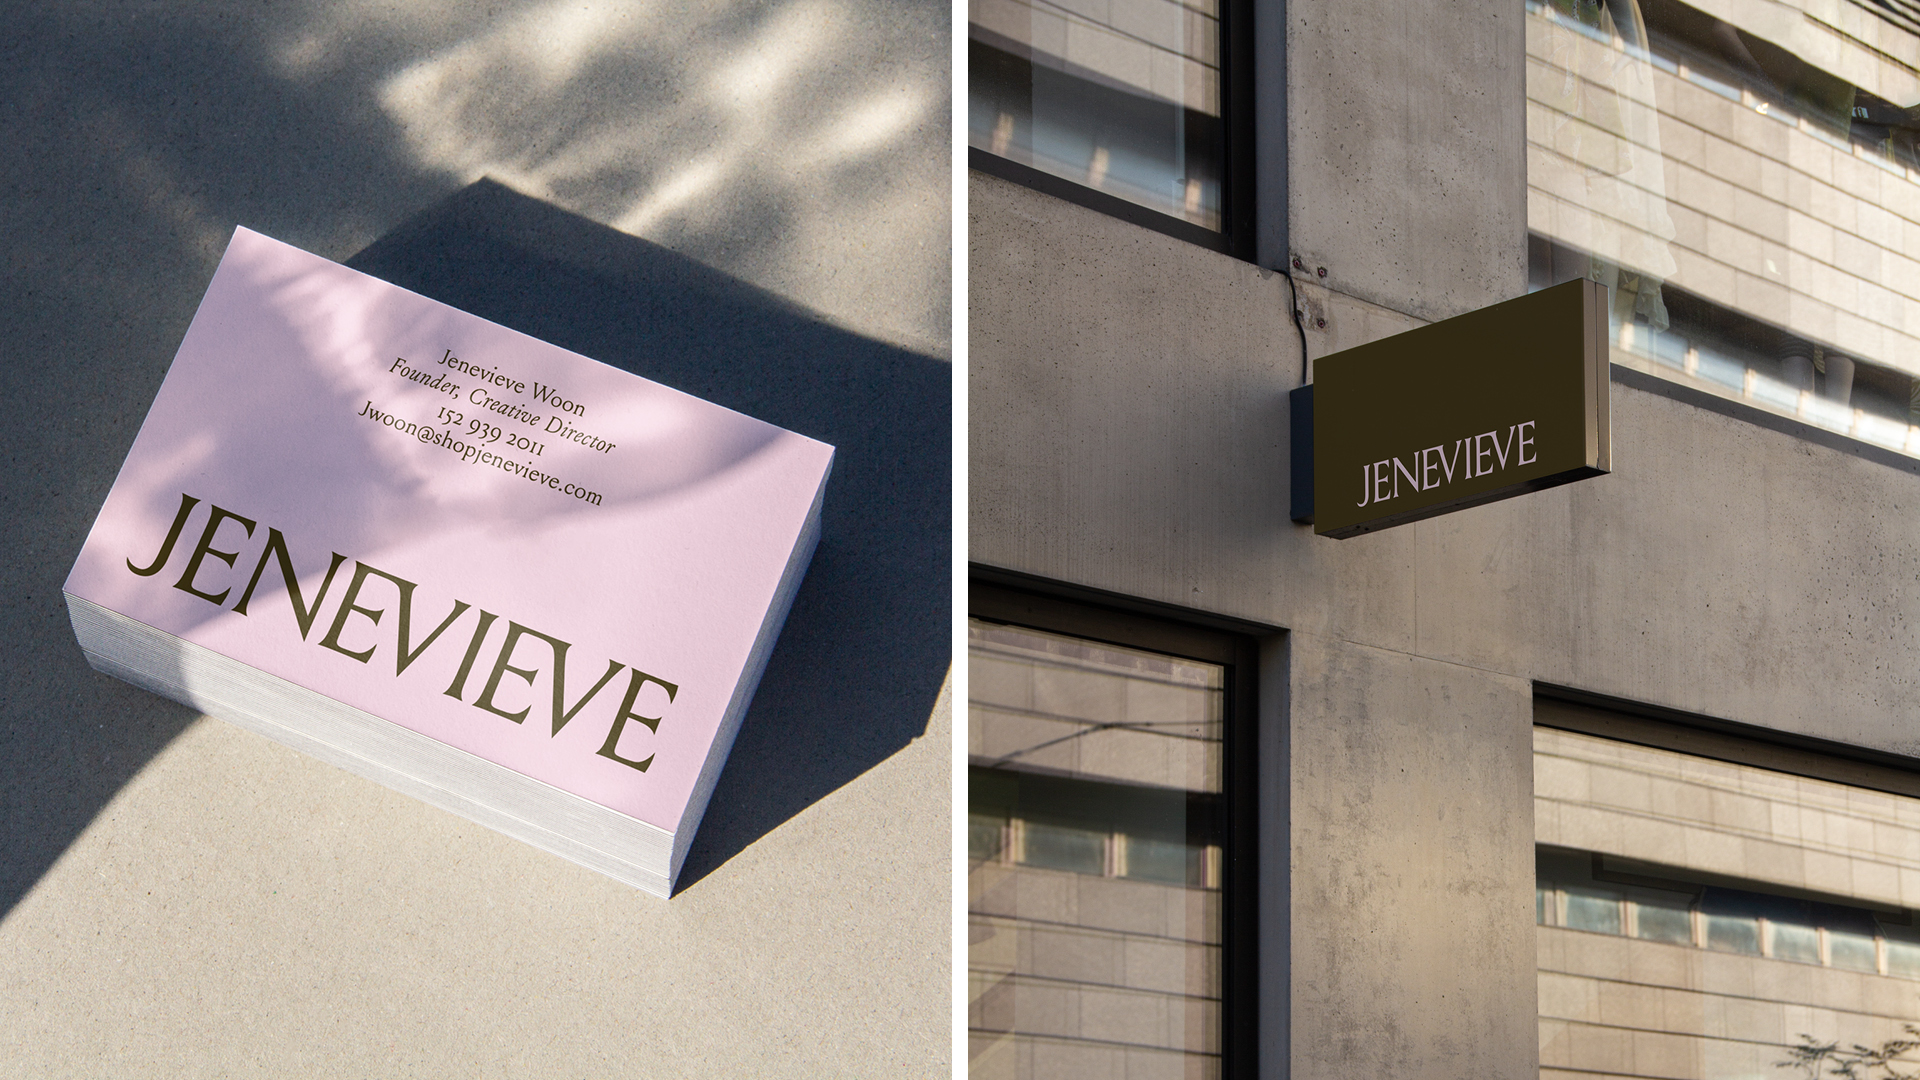 Jenevieve Woon
Founder, Creative Director
152 939 2011
Jwoon@shopjenevieve.com
JENEVIEVE
JENEVIEVE